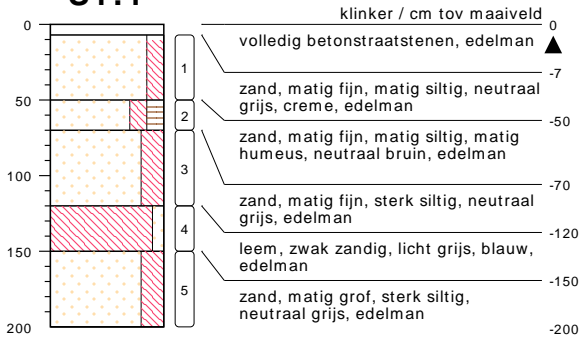 klinker / cm tov maaiveld
0
0
volledig betonstraatstenen, edelman
-7
1
zand, matig fijn, matig siltig, neutraal
grijs, creme, edelman
50
-50
2
zand, matig fijn, matig siltig, matig
humeus, neutraal bruin, edelman
-70
100
3
zand, matig fijn, sterk siltig, neutraal
grijs, edelman
-120
4
leem, zwak zandig, licht grijs, blauw,
edelman
150
-150
5
zand, matig grof, sterk siltig,
neutraal grijs, edelman
200
-200